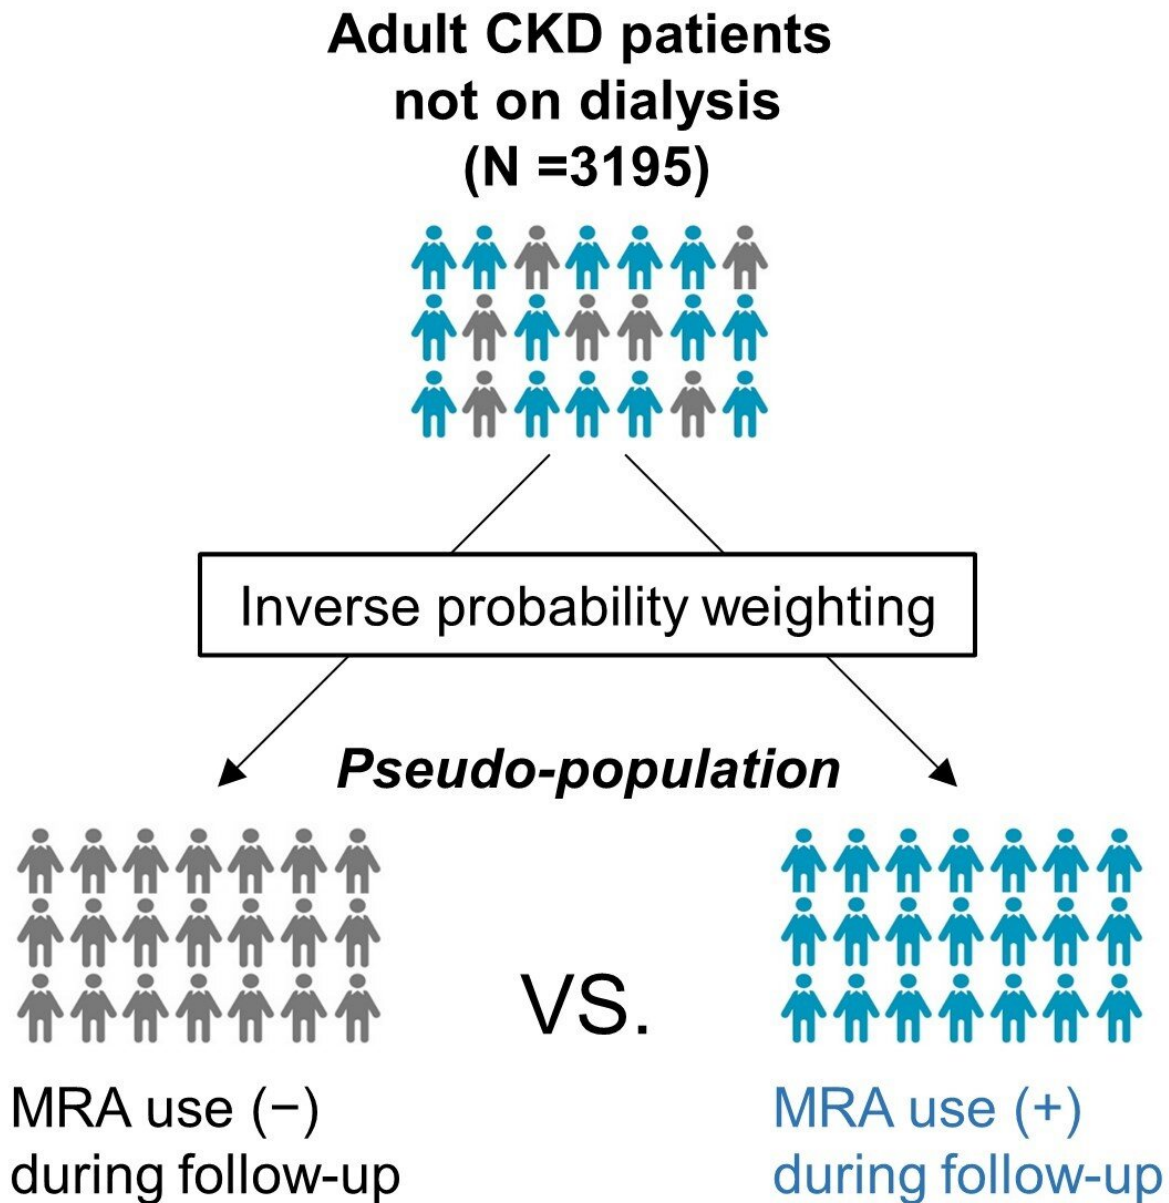 Adult CKD patients
not on dialysis
(N =3195)
Inverse probability weighting
Pseudo-population
VS.
MRA use (−)
during follow-up
MRA use (+)
during follow-up